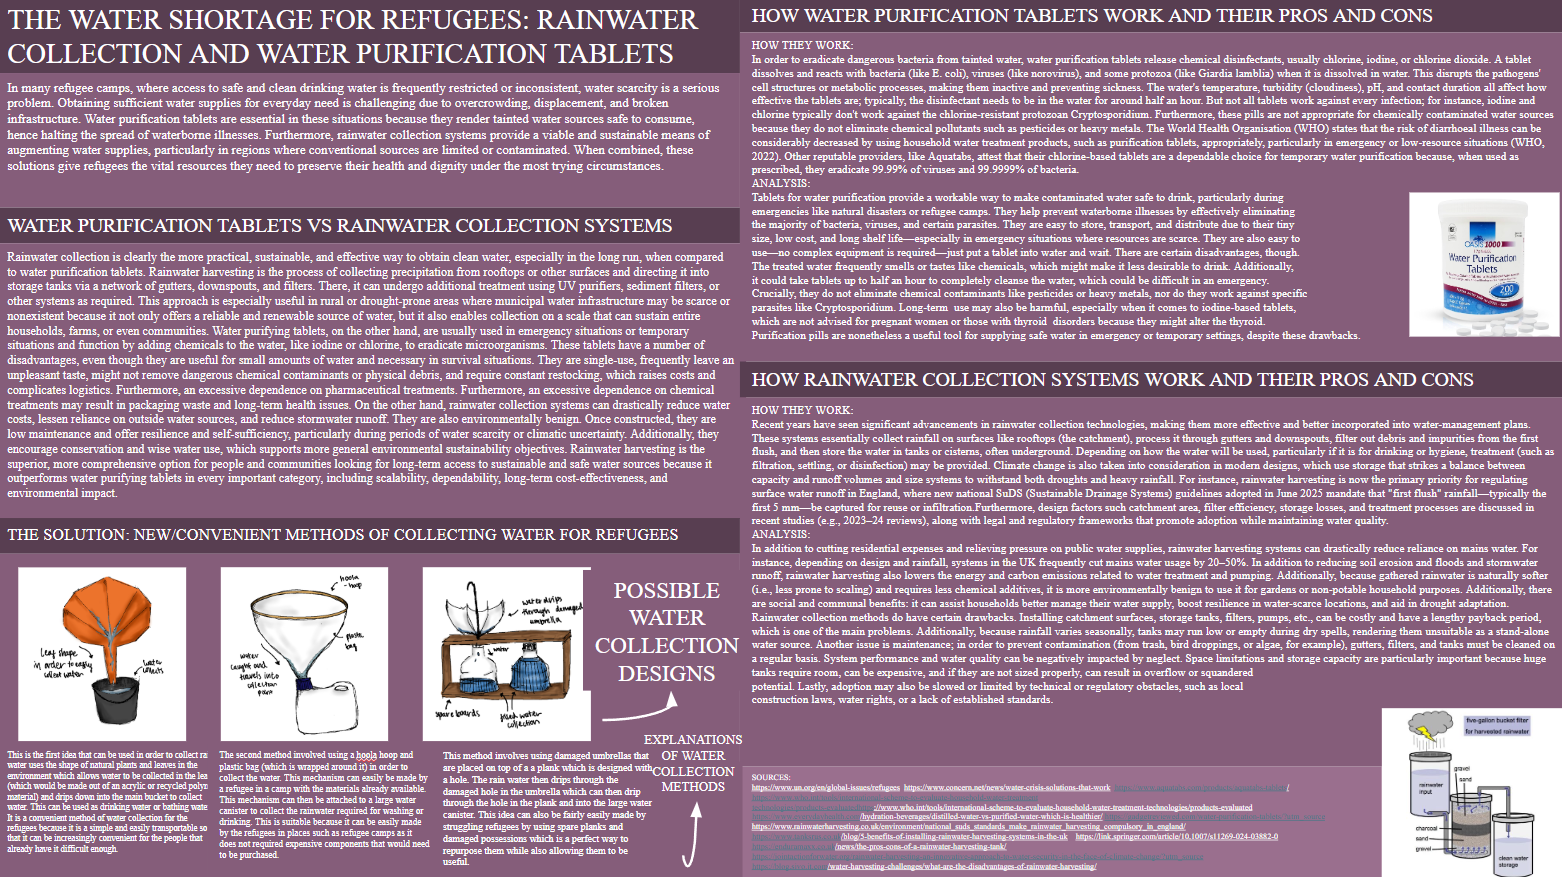 THE WATER SHORTAGE FOR REFUGEES: RAINWATER
COLLECTION AND WATER PURIFICATION TABLETS
In many refugee camps, where access to safe and clean drinking water is frequently restricted or inconsistent, water scarcity is a serious
problem. Obtaining sufficient water supplies for everyday need is challenging due to overcrowding, displacement, and broken
infrastructure. Water purification tablets are essential in these situations because they render tainted water sources safe to consume,
hence halting the spread of waterborne illnesses. Furthermore, rainwater collection systems provide a viable and sustainable means of
augmenting water supplies, particularly in regions where conventional sources are limited or contaminated. When combined, these
solutions give refugees the vital resources they need to preserve their health and dignity under the most trying circumstances.
WATER PURIFICATION TABLETS VS RAINWATER COLLECTION SYSTEMS
Rainwater collection is clearly the more practical, sustainable, and effective way to obtain clean water, especially in the long run, when compared
to water purification tablets. Rainwater harvesting is the process of collecting precipitation from rooftops or other surfaces and directing it into
storage tanks via a network of gutters, downspouts, and filters. There, it can undergo additional treatment using UV purifiers, sediment filters, or
other systems as required. This approach is especially useful in rural or drought-prone areas where municipal water infrastructure may be scarce or
nonexistent because it not only offers a reliable and renewable source of water, but it also enables collection on a scale that can sustain entire
households, farms, or even communities. Water purifying tablets, on the other hand, are usually used in emergency situations or temporary
situations and function by adding chemicals to the water, like iodine or chlorine, to eradicate microorganisms. These tablets have a number of
disadvantages, even though they are useful for small amounts of water and necessary in survival situations. They are single-use, frequently leave an
unpleasant taste, might not remove dangerous chemical contaminants or physical debris, and require constant restocking, which raises costs and
complicates logistics. Furthermore, an excessive dependence on pharmaceutical treatments. Furthermore, an excessive dependence on chemical
treatments may result in packaging waste and long-term health issues. On the other hand, rainwater collection systems can drastically reduce water
costs, lessen reliance on outside water sources, and reduce stormwater runoff. They are also environmentally benign. Once constructed, they are
low maintenance and offer resilience and self-sufficiency, particularly during periods of water scarcity or climatic uncertainty. Additionally, they
encourage conservation and wise water use, which supports more general environmental sustainability objectives. Rainwater harvesting is the
superior, more comprehensive option for people and communities looking for long-term access to sustainable and safe water sources because it
outperforms water purifying tablets in every important category, including scalability, dependability, long-term cost-effectiveness, and
environmental impact.
THE SOLUTION: NEW/CONVENIENT METHODS OF COLLECTING WATER FOR REFUGEES
leaf shape
in order to easily
collect water
water
collects
hoola-
hoop
plastic
bag
water
caught and
travels into
collection
point
water drips
through damaged
umbrella
water
spare boards
filled water
collection
POSSIBLE
WATER
COLLECTION
DESIGNS
EXPLANATIONS
OF WATER
COLLECTION
METHODS
This is the first idea that can be used in order to collect rai
water uses the shape of natural plants and leaves in the
environment which allows water to be collected in the lea
(which would be made out of an acrylic or recycled polyn
material) and drips down into the main bucket to collect
water. This can be used as drinking water or bathing wate
It is a convenient method of water collection for the
refugees because it is a simple and easily transportable so
that it can be increasingly convenient for the people that
already have it difficult enough.
The second method involved using a hoola hoop and
plastic bag (which is wrapped around it) in order to
collect the water. This mechanism can easily be made by
a refugee in a camp with the materials already available.
This mechanism can then be attached to a large water
canister to collect the rainwater required for washing or
drinking. This is suitable because it can be easily made
by the refugees in places such as refugee camps as it
does not required expensive components that would need
to be purchased.
This method involves using damaged umbrellas that
are placed on top of a a plank which is designed with
a hole. The rain water then drips through the
damaged hole in the umbrella which can then drip
through the hole in the plank and into the large water
canister. This idea can also be fairly easily made by
struggling refugees by using spare planks and
damaged possessions which is a perfect way to
repurpose them while also allowing them to be
useful.
HOW WATER PURIFICATION TABLETS WORK AND THEIR PROS AND CONS
HOW THEY WORK:
In order to eradicate dangerous bacteria from tainted water, water purification tablets release chemical disinfectants, usually chlorine, iodine, or chlorine dioxide. A tablet
dissolves and reacts with bacteria (like E. coli), viruses (like norovirus), and some protozoa (like Giardia lamblia) when it is dissolved in water. This disrupts the pathogens'
cell structures or metabolic processes, making them inactive and preventing sickness. The water's temperature, turbidity (cloudiness), pH, and contact duration all affect how
effective the tablets are; typically, the disinfectant needs to be in the water for around half an hour. But not all tablets work against every infection; for instance, iodine and
chlorine typically don't work against the chlorine-resistant protozoan Cryptosporidium. Furthermore, these pills are not appropriate for chemically contaminated water sources
because they do not eliminate chemical pollutants such as pesticides or heavy metals. The World Health Organisation (WHO) states that the risk of diarrhoeal illness can be
considerably decreased by using household water treatment products, such as purification tablets, appropriately, particularly in emergency or low-resource situations (WHO,
2022). Other reputable providers, like Aquatabs, attest that their chlorine-based tablets are a dependable choice for temporary water purification because, when used as
prescribed, they eradicate 99.99% of viruses and 99.9999% of bacteria.
ANALYSIS:
Tablets for water purification provide a workable way to make contaminated water safe to drink, particularly during
emergencies like natural disasters or refugee camps. They help prevent waterborne illnesses by effectively eliminating
the majority of bacteria, viruses, and certain parasites. They are easy to store, transport, and distribute due to their tiny
size, low cost, and long shelf life—especially in emergency situations where resources are scarce. They are also easy to
use—no complex equipment is required—just put a tablet into water and wait. There are certain disadvantages, though.
The treated water frequently smells or tastes like chemicals, which might make it less desirable to drink. Additionally,
it could take tablets up to half an hour to completely cleanse the water, which could be difficult in an emergency.
Crucially, they do not eliminate chemical contaminants like pesticides or heavy metals, nor do they work against specific
parasites like Cryptosporidium. Long-term use may also be harmful, especially when it comes to iodine-based tablets,
which are not advised for pregnant women or those with thyroid disorders because they might alter the thyroid.
Purification pills are nonetheless a useful tool for supplying safe water in emergency or temporary settings, despite these drawbacks.
OASIS 1000
Water Purification
Tablets
200
HOW RAINWATER COLLECTION SYSTEMS WORK AND THEIR PROS AND CONS
HOW THEY WORK:
Recent years have seen significant advancements in rainwater collection technologies, making them more effective and better incorporated into water-management plans.
These systems essentially collect rainfall on surfaces like rooftops (the catchment), process it through gutters and downspouts, filter out debris and impurities from the first
flush, and then store the water in tanks or cisterns, often underground. Depending on how the water will be used, particularly if it is for drinking or hygiene, treatment (such as
filtration, settling, or disinfection) may be provided. Climate change is also taken into consideration in modern designs, which use storage that strikes a balance between
capacity and runoff volumes and size systems to withstand both droughts and heavy rainfall. For instance, rainwater harvesting is now the primary priority for regulating
surface water runoff in England, where new national SuDS (Sustainable Drainage Systems) guidelines adopted in June 2025 mandate that "first flush" rainfall—typically the
first 5 mm—be captured for reuse or infiltration.Furthermore, design factors such catchment area, filter efficiency, storage losses, and treatment processes are discussed in
recent studies (e.g., 2023–24 reviews), along with legal and regulatory frameworks that promote adoption while maintaining water quality.
ANALYSIS:
In addition to cutting residential expenses and relieving pressure on public water supplies, rainwater harvesting systems can drastically reduce reliance on mains water. For
instance, depending on design and rainfall, systems in the UK frequently cut mains water usage by 20–50%. In addition to reducing soil erosion and floods and stormwater
runoff, rainwater harvesting also lowers the energy and carbon emissions related to water treatment and pumping. Additionally, because gathered rainwater is naturally softer
(i.e., less prone to scaling) and requires less chemical additives, it is more environmentally benign to use it for gardens or non-potable household purposes. Additionally, there
are social and communal benefits: it can assist households better manage their water supply, boost resilience in water-scarce locations, and aid in drought adaptation.
Rainwater collection methods do have certain drawbacks. Installing catchment surfaces, storage tanks, filters, pumps, etc., can be costly and have a lengthy payback period,
which is one of the main problems. Additionally, because rainfall varies seasonally, tanks may run low or empty during dry spells, rendering them unsuitable as a stand-alone
water source. Another issue is maintenance; in order to prevent contamination (from trash, bird droppings, or algae, for example), gutters, filters, and tanks must be cleaned on
a regular basis. System performance and water quality can be negatively impacted by neglect. Space limitations and storage capacity are particularly important because huge
tanks require room, can be expensive, and if they are not sized properly, can result in overflow or squandered
potential. Lastly, adoption may also be slowed or limited by technical or regulatory obstacles, such as local
construction laws, water rights, or a lack of established standards.
five-gallon bucket filter
for harvested rainwater
rainwater
input
gravel
sand
charcoal
sand
gravel
clean water
storage
SOURCES:
https://www.un.org/en/global-issues/refugees https://www.concern.net/news/water-crisis-solutions-that-work
://www.who.int/tools/international-scheme-to-evaluate-household-water-treatment-technologies/products-evaluated
/hydration-beverages/distilled-water-vs-purified-water-which-is-healthier/
https://www.rainwaterharvesting.co.uk/environment/national_suds_standards_make_rainwater_harvesting_compulsory_in_england/
/blog/5-benefits-of-installing-rainwater-harvesting-systems-in-the-uk https://link.springer.com/article/10.1007/s11269-024-03882-0
/news/the-pros-cons-of-a-rainwater-harvesting-tank/
/water-harvesting-challenges/what-are-the-disadvantages-of-rainwater-harvesting/